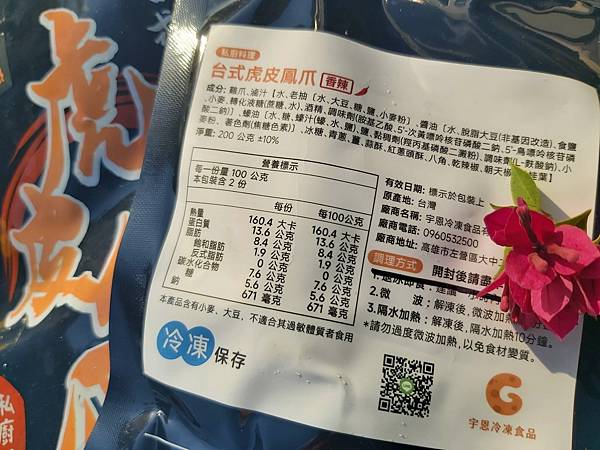 私廚料理
台式虎皮鳳爪 香辣
成分: 雞爪、滷汁【水、老抽〔水、大豆、糖、鹽、小麥粉〕、醬油〔水、脫脂大豆(非基因改造)、食鹽
、小麥、轉化液糖(蔗糖、水)、酒精、調味劑(胺基乙酸、5'-次黃嘌呤核苷磷酸二鈉、5'-鳥嘌呤核苷磷
酸二鈉)〕、蠔油〔水、糖、蠔汁(蠔、水、鹽)、鹽、黏稠劑(羥丙基磷酸二澱粉)、調味劑(L-麩酸鈉)、小
麥粉、著色劑(焦糖色素)〕、冰糖、青蔥、薑、蒜酥、紅蔥頭酥、八角、乾辣椒、朝天椒
桂葉】
淨重: 200 公克 ±10%
營養標示
每一份量 100 公克
本包裝含 2 份
每份 每100公克
熱量 160.4 大卡 160.4 大卡
蛋白質 13.6 公克 13.6 公克
脂肪 8.4 公克 8.4 公克
飽和脂肪 1.9 公克 1.9 公克
反式脂肪 0 公克 0 公克
碳水化合物 7.6 公克 7.6 公克
糖 5.6 公克 5.6 公克
鈉 671 毫克 671 毫克
本產品含有小麥、大豆, 不適合其過敏體質者食用
冷凍保存
有效日期: 標示於包裝上
原產地: 台灣
廠商名稱: 宇恩冷凍食品有
廠商電話: 0960532500
廠商地址: 高雄市左營區大中
調理方式 開封後請盡
2.微 波: 解凍後, 微波加熱
3.隔水加熱: 解凍後, 隔水加熱10分鐘。
*請勿過度微波加熱, 以免食材變質。
宇恩冷凍食品
虎
皮
私廚